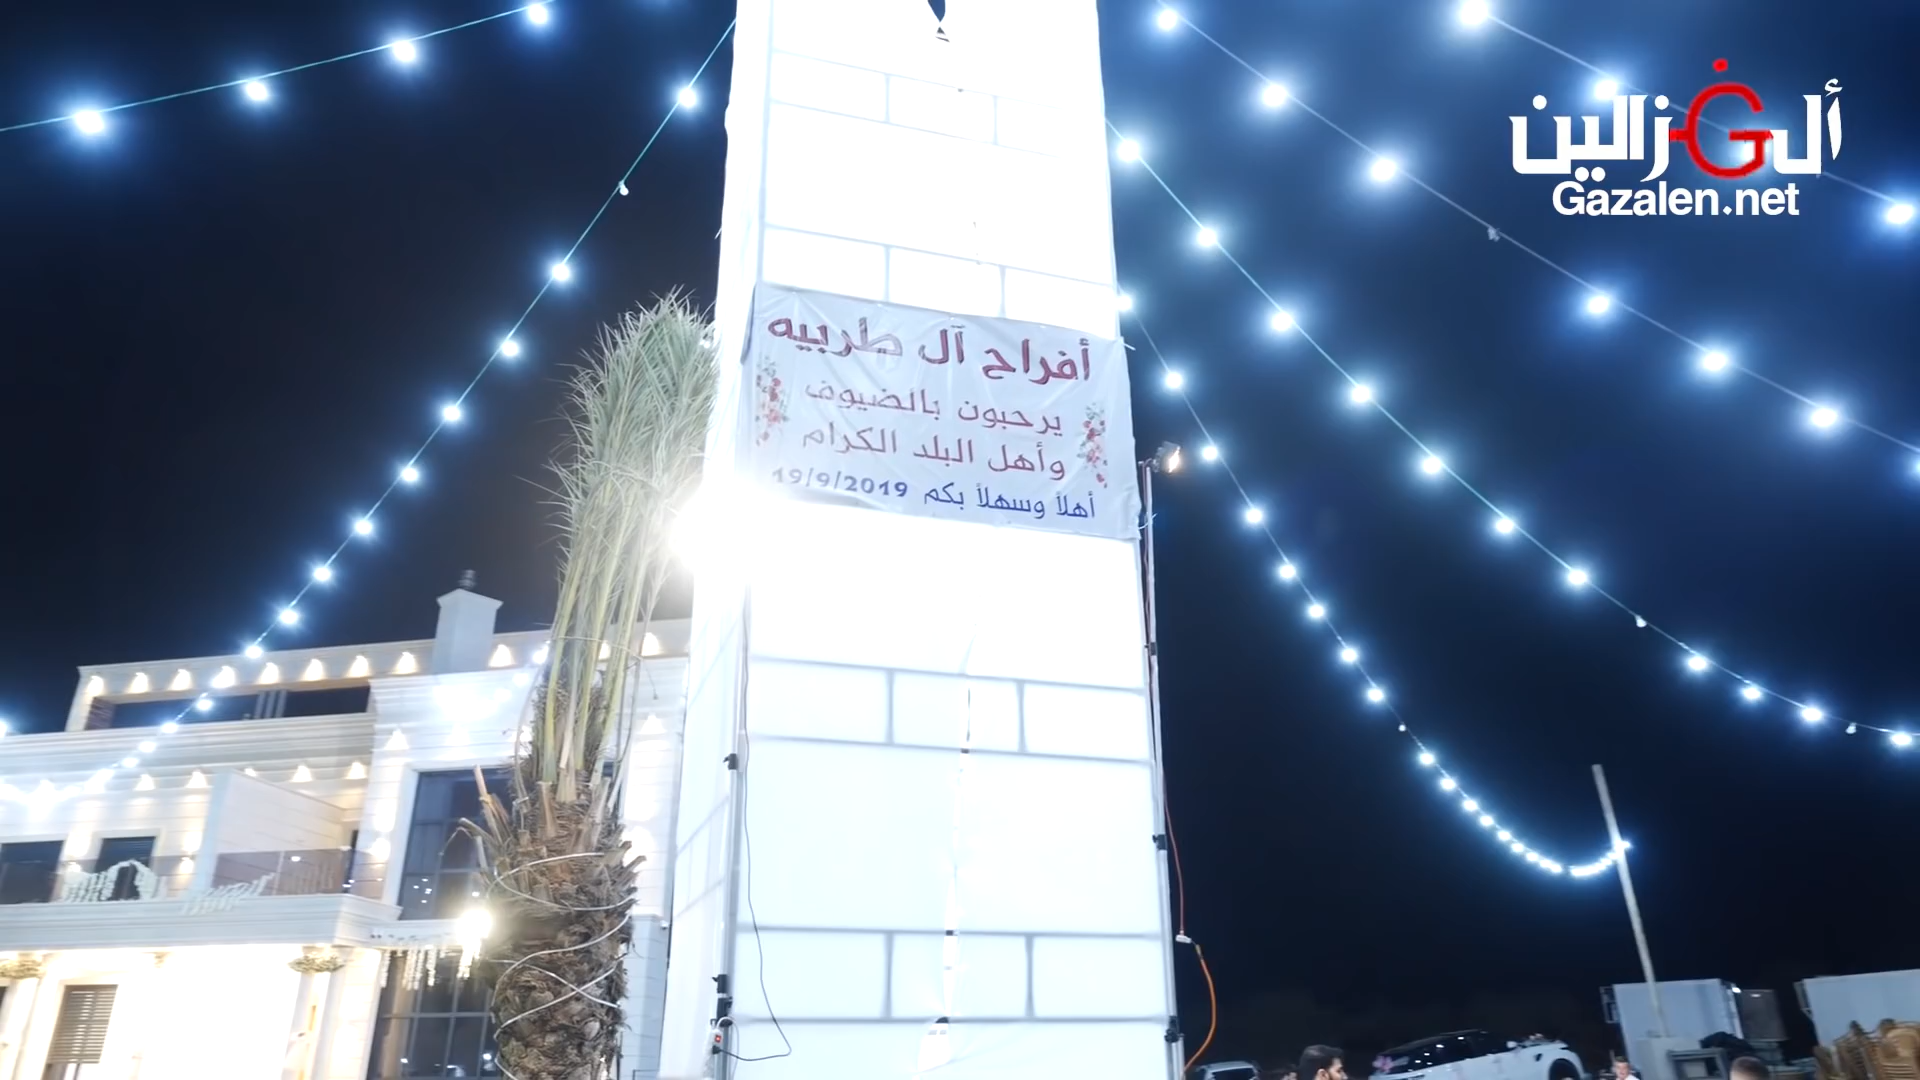 ألغزالين
Gazalen.net
أفراح آل طربيه
يرحبون بالضيوف
وأهل البلد الكرام
أهلاً وسهلاً بكم 19/9/2019